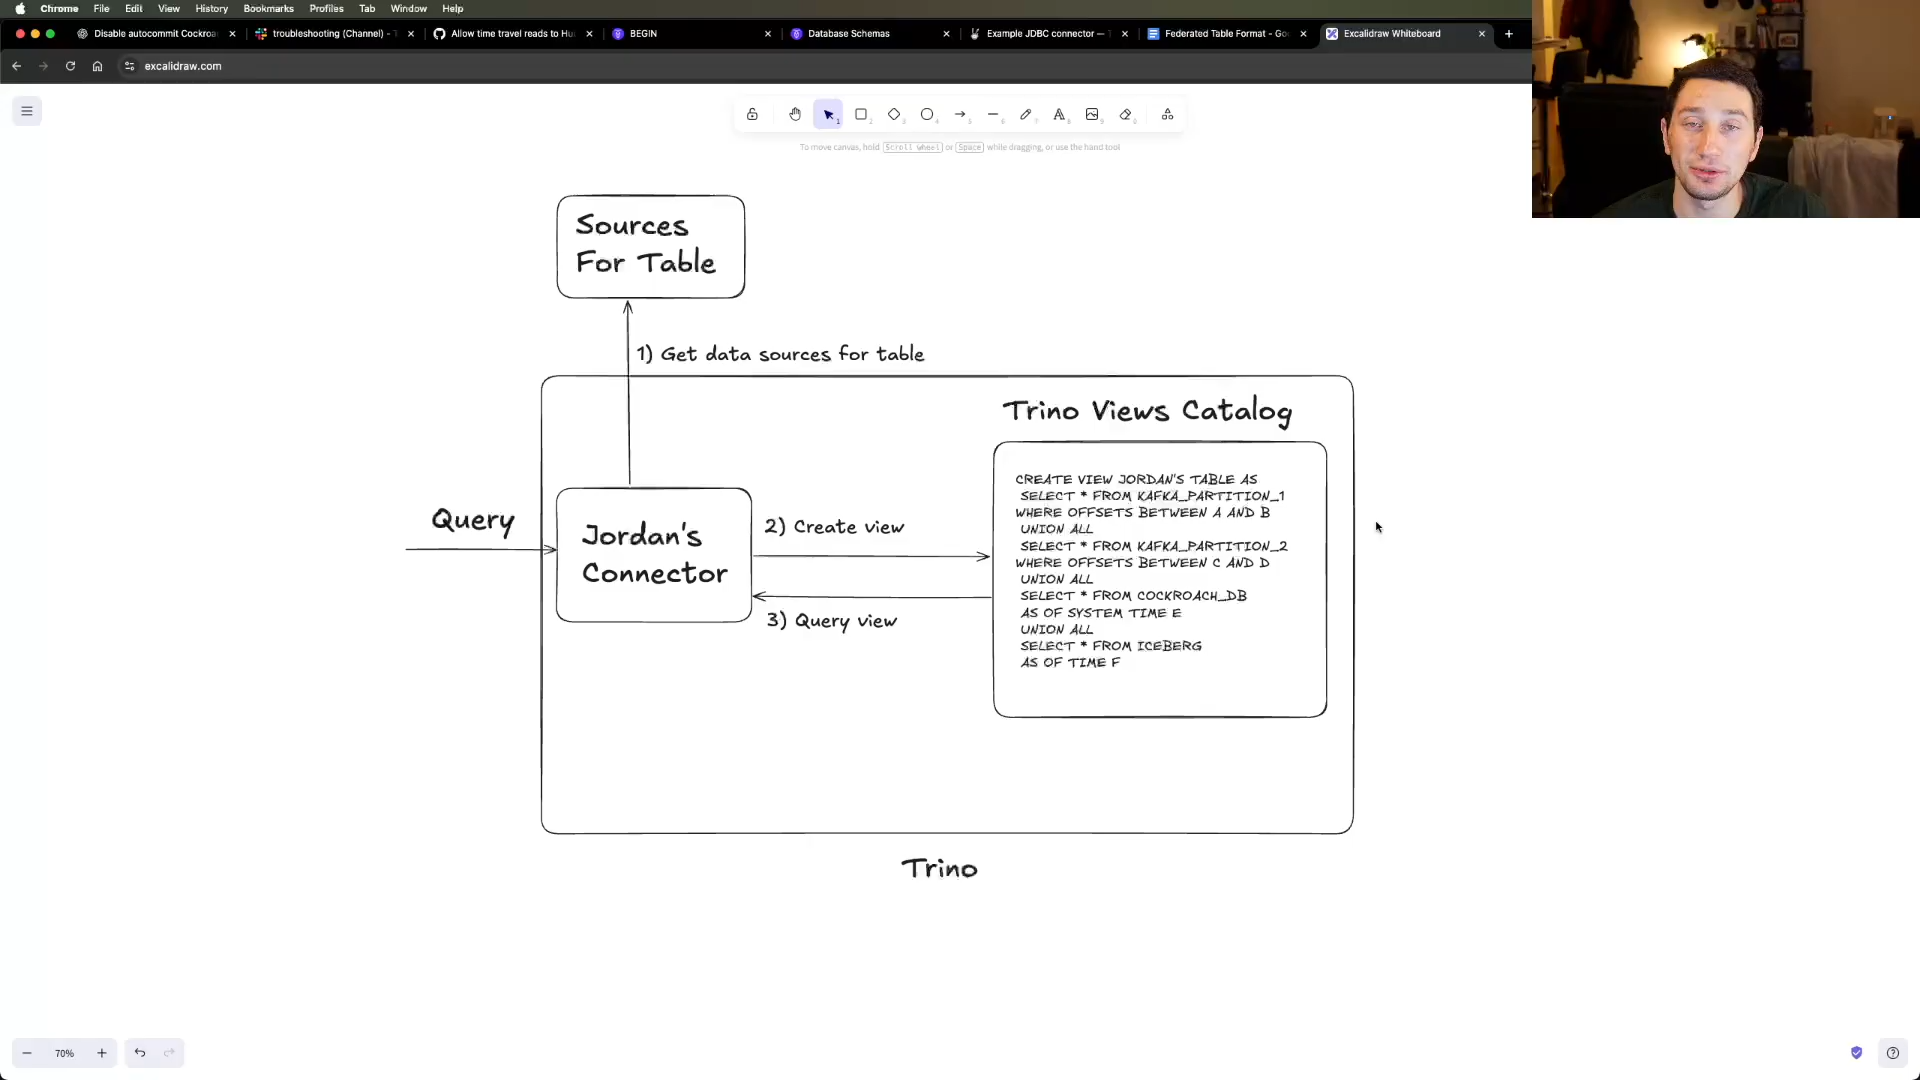 Chrome File Edit View History Bookmarks Profiles Tab Window Help
Disable autocommit Cockroa
troubleshooting (Channel) - T
Allow time travel reads to Hu
BEGIN
Database Schemas
Example JDBC connector —
Federated Table Format - Goo
Excalidraw Whiteboard
excalidraw.com
To move canvas, hold Scroll wheel or Space while dragging, or use the hand tool
Sources
For Table
1) Get data sources for table
Trino Views Catalog
CREATE VIEW JORDAN'S TABLE AS
SELECT * FROM KAFKA_PARTITION_1
WHERE OFFSETS BETWEEN A AND B
UNION ALL
SELECT * FROM KAFKA_PARTITION_2
WHERE OFFSETS BETWEEN C AND D
UNION ALL
SELECT * FROM COCKROACH_DB
AS OF SYSTEM TIME E
UNION ALL
SELECT * FROM ICEBERG
AS OF TIME F
Query
Jordan's
Connector
2) Create view
3) Query view
Trino
70%